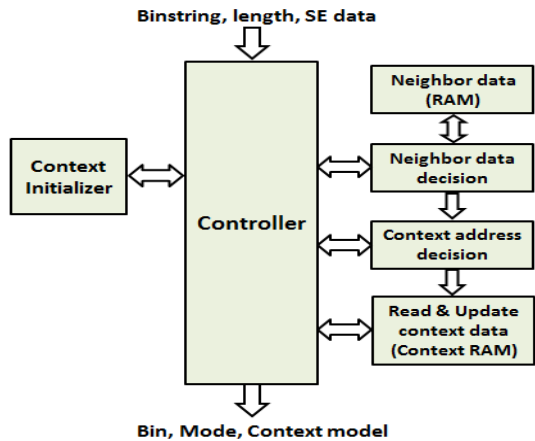 Binstring, length, SE data
Neighbor data
(RAM)
Context
Initializer
Controller
Neighbor data
decision
Context address
decision
Read & Update
context data
(Context RAM)
Bin, Mode, Context model